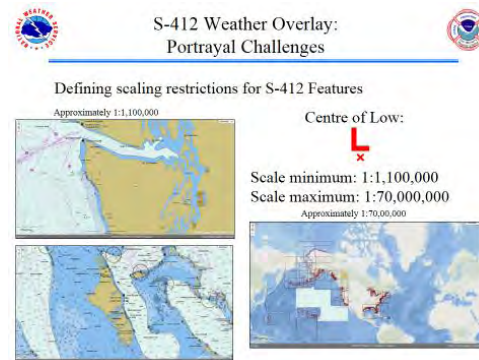 S-412 Weather Overlay:
Portrayal Challenges
Defining scaling restrictions for S-412 Features
Approximately 1:1,100,000
Centre of Low:
L
x
Scale minimum: 1:1,100,000
Scale maximum: 1:70,000,000
Approximately 1:70,00,000